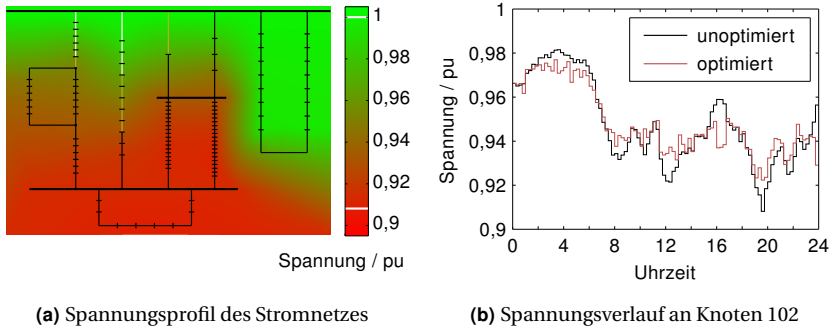 1
0,98
0,96
0,94
0,92
0,9
Spannung / pu
(a) Spannungsprofil des Stromnetzes
1
0,98
0,96
0,94
0,92
0,9
Spannung / pu
unoptimiert
optimiert
0 4 8 12 16 20 24
Uhrzeit
(b) Spannungsverlauf an Knoten 102